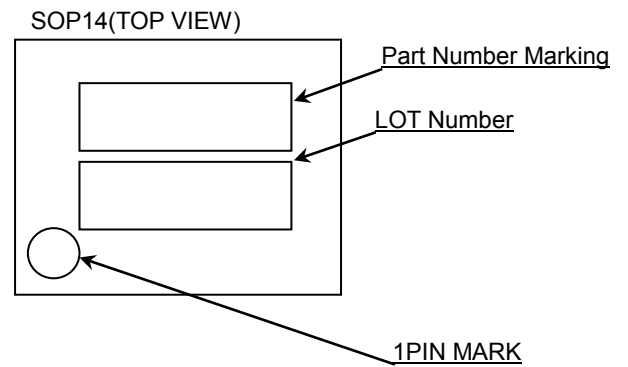 SOP14(TOP VIEW)
Part Number Marking
LOT Number
1PIN MARK